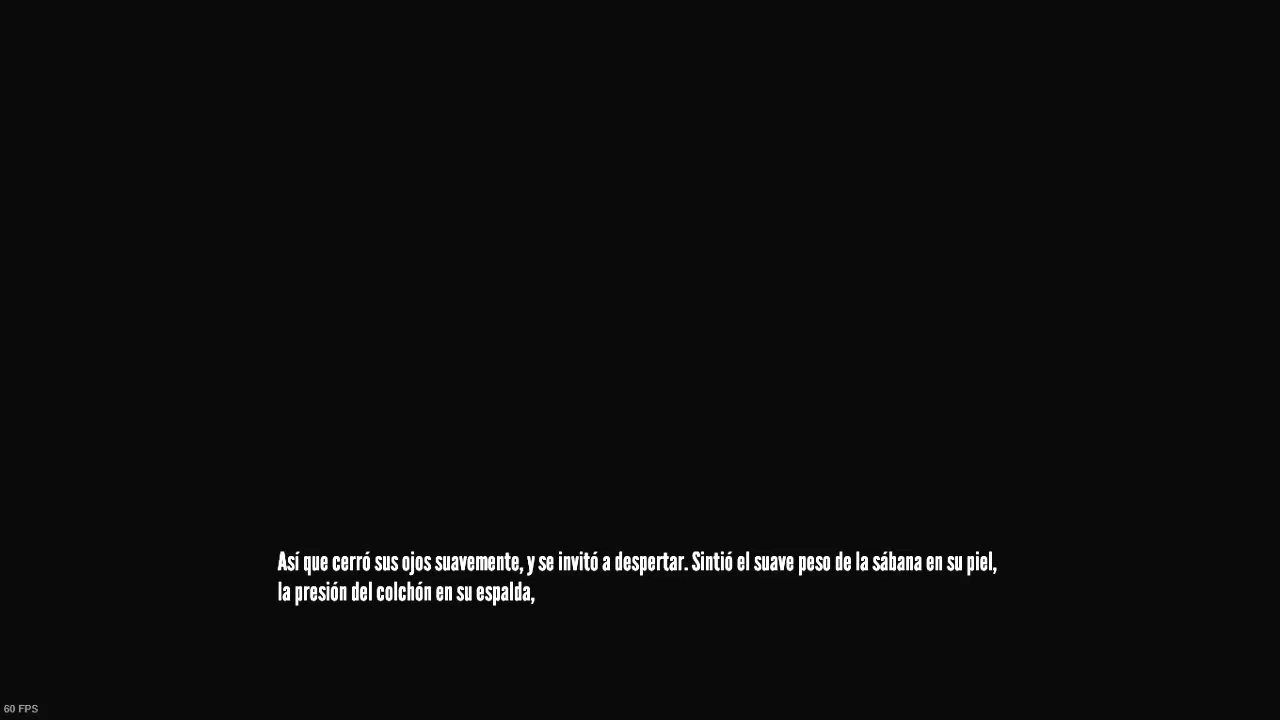 Así que cerró sus ojos suavemente, y se invitó a despertar. Sintió el suave peso de la sábana en su piel,
la presión del colchón en su espalda,
60 FPS